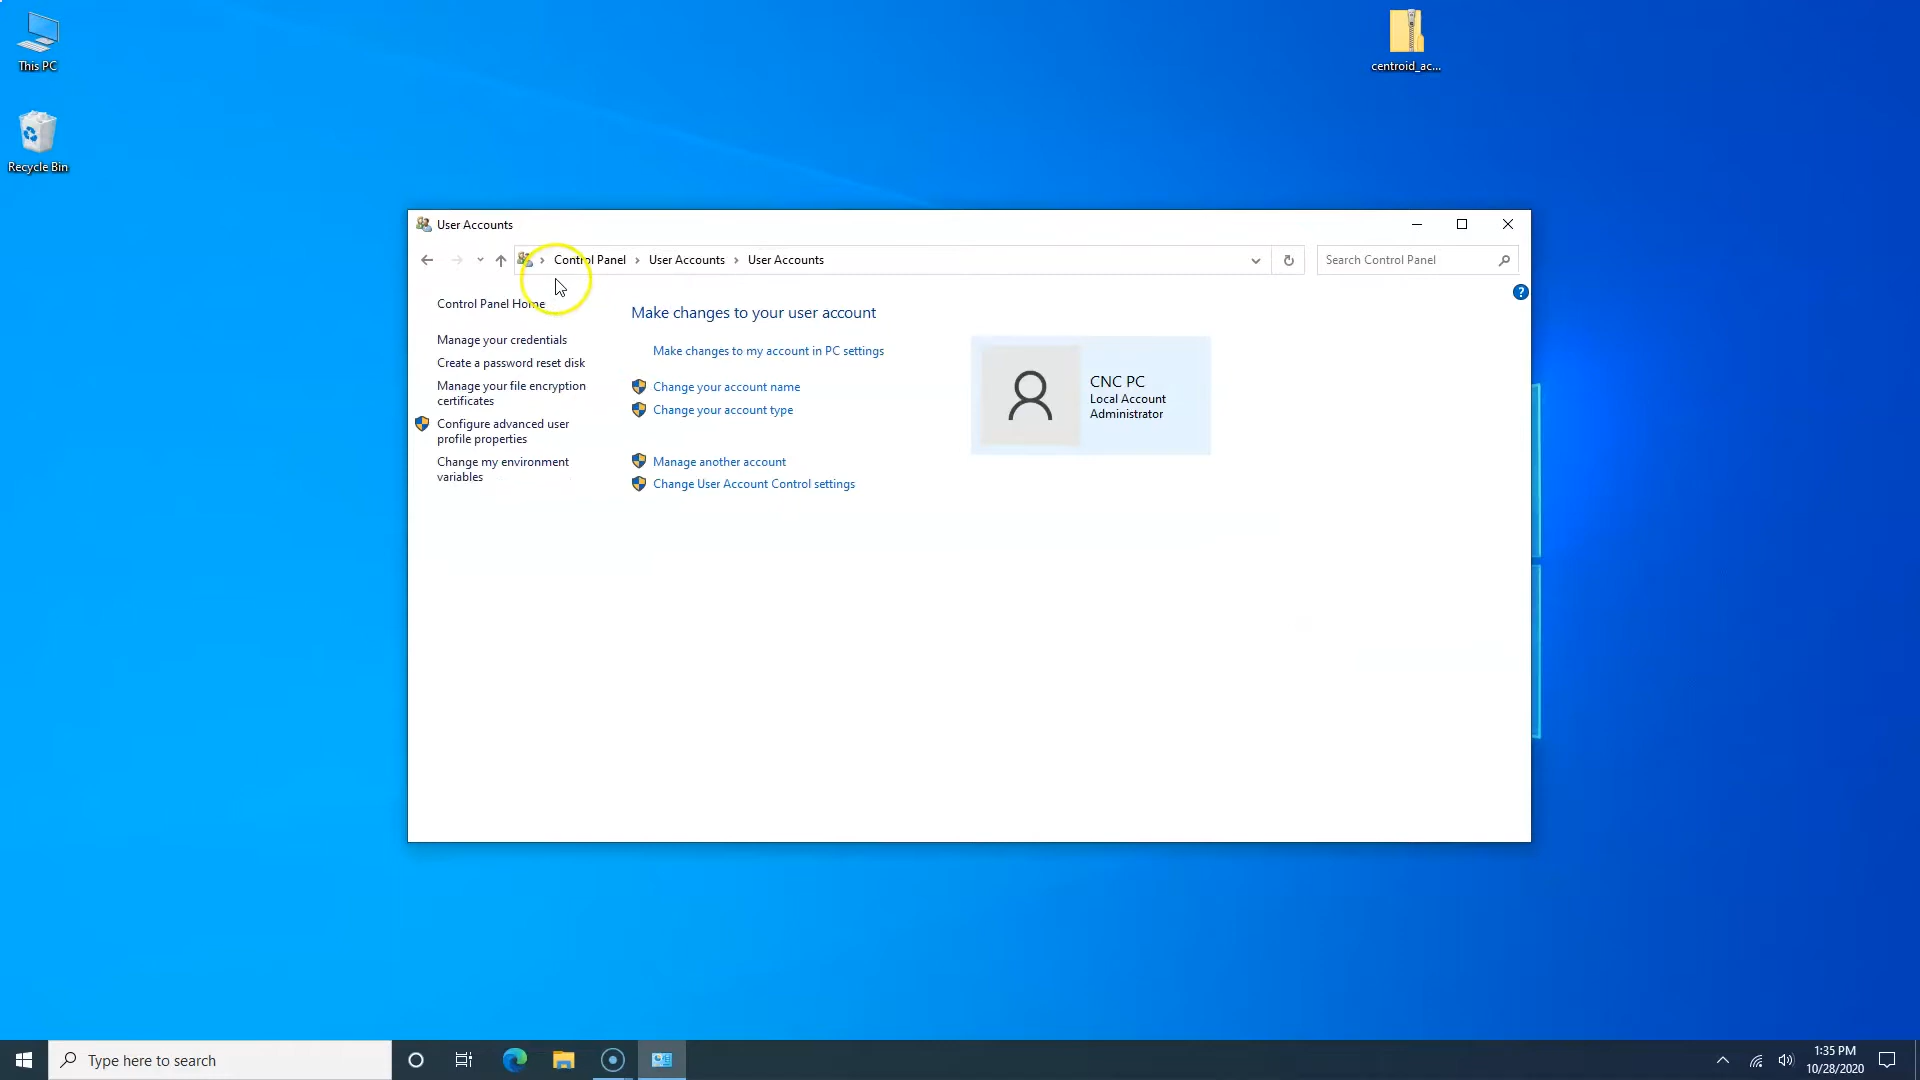 This PC
Recycle Bin
centroid_ac...
User Accounts
Control Panel
User Accounts
User Accounts
Search Control Panel
Control Panel Home
Manage your credentials
Create a password reset disk
Manage your file encryption
certificates
Configure advanced user
profile properties
Change my environment
variables
Make changes to your user account
Make changes to my account in PC settings
Change your account name
Change your account type
Manage another account
Change User Account Control settings
CNC PC
Local Account
Administrator
?
Type here to search
1:35 PM
10/28/2020